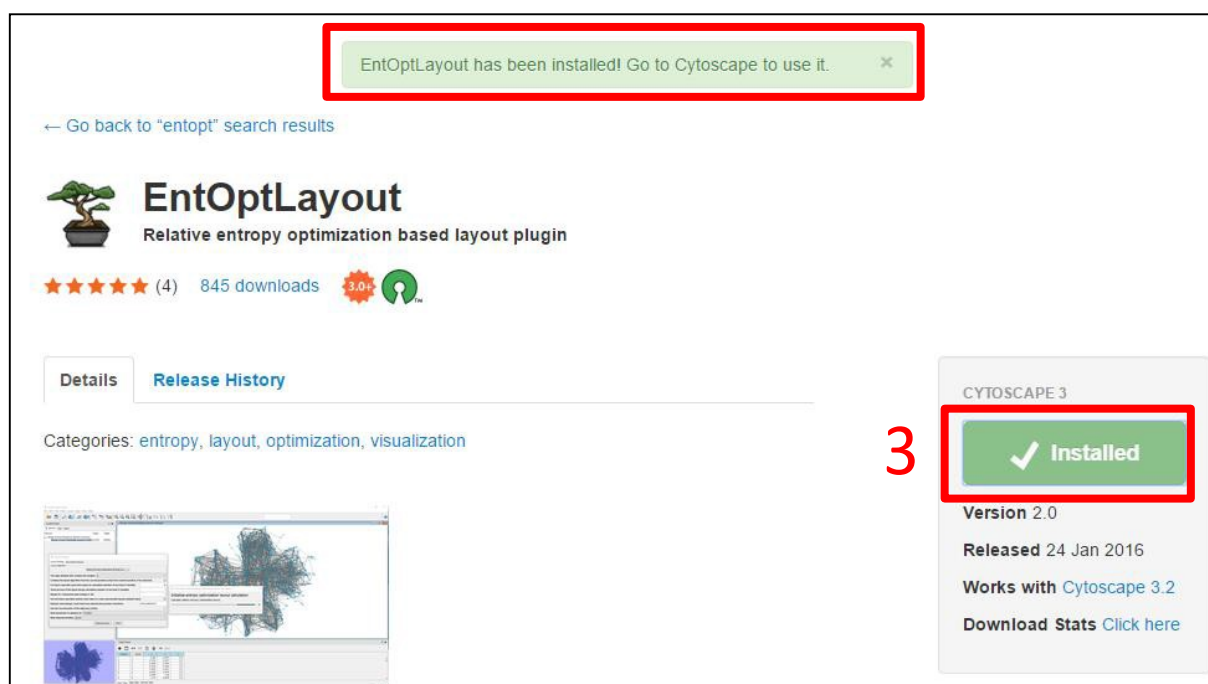 EntOptLayout has been installed! Go to Cytoscape to use it. ×
← Go back to “entopt” search results
EntOptLayout
Relative entropy optimization based layout plugin
(4) 845 downloads 3.0+ ™
Details Release History
Categories: entropy, layout, optimization, visualization
CYTOSCAPE 3
3
Installed
Version 2.0
Released 24 Jan 2016
Works with Cytoscape 3.2
Download Stats Click here